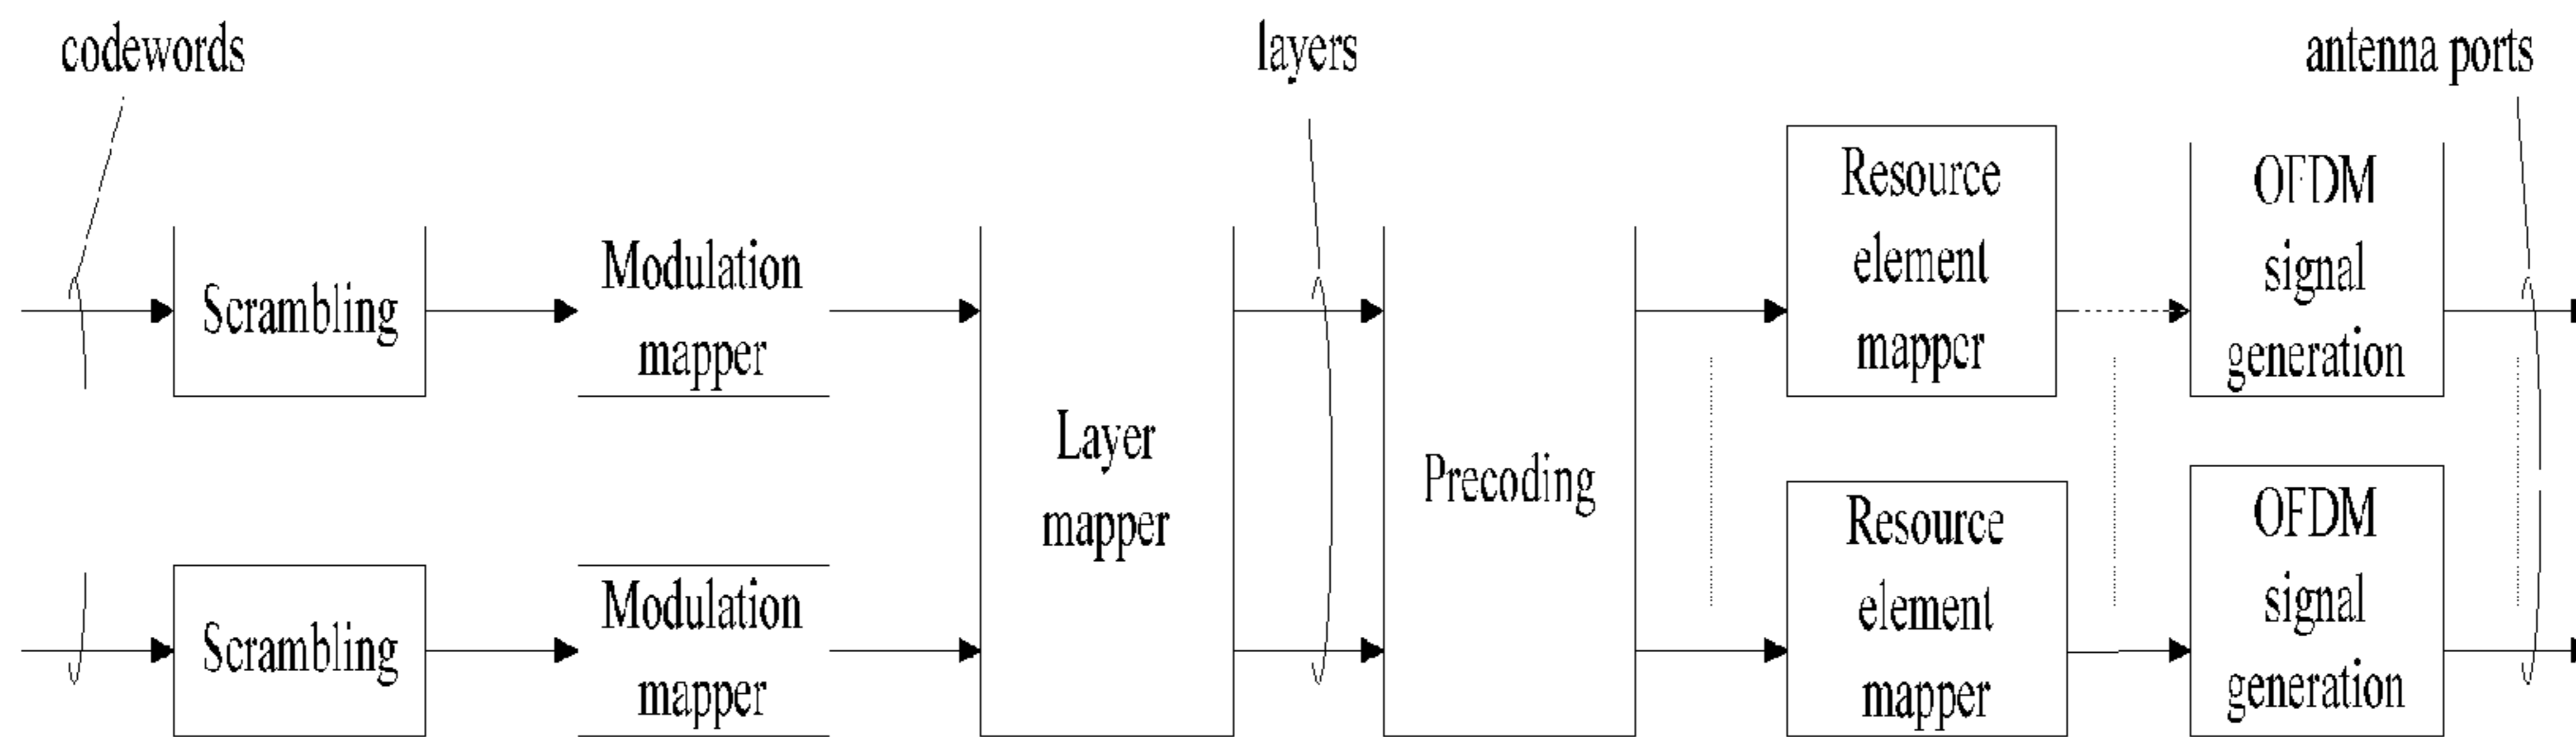 codewords
layers
antenna ports
Scrambling
Modulation
mapper
Layer
mapper
Precoding
Resource
element
mapper
OFDM
signal
generation
Scrambling
Modulation
mapper
Resource
element
mapper
OFDM
signal
generation